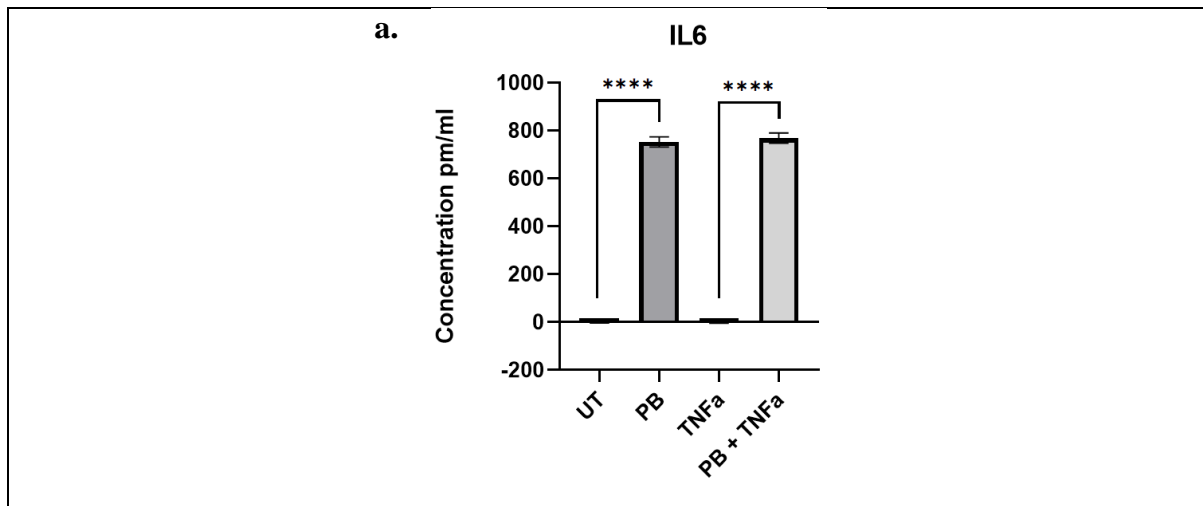 a.
IL6
**** ****
Concentration pm/ml
1000
800
600
400
200
0
-200
UT PB TNFa PB + TNFa